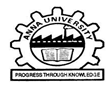 ANNA UNIVERSITY
PROGRESS THROUGH KNOWLEDGE